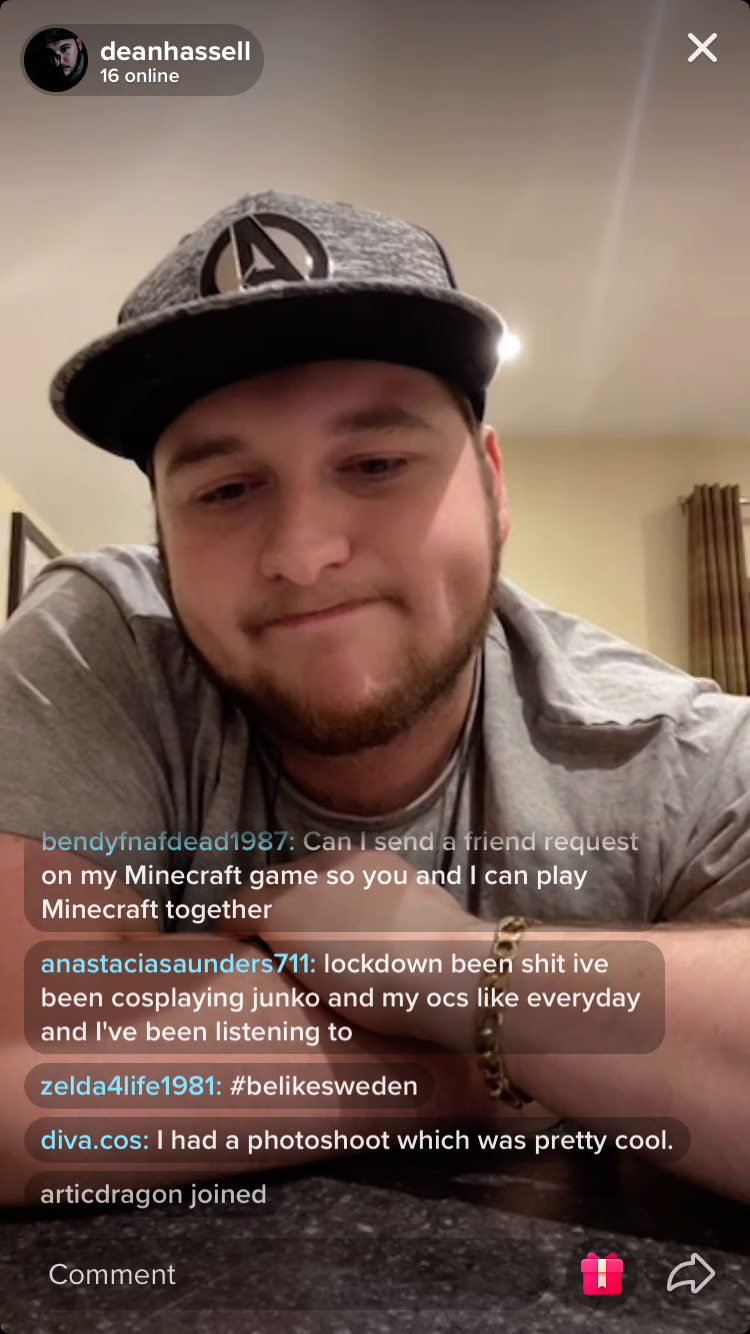 deanhassell
16 online
bendyfnafdead1987: Can I send a friend request
on my Minecraft game so you and I can play
Minecraft together
anastaciasaunders711: lockdown been shit ive
been cosplaying junko and my ocs like everyday
and I've been listening to
zelda4life1981: #belikesweden
diva.cos: I had a photoshoot which was pretty cool.
articdragon joined
Comment